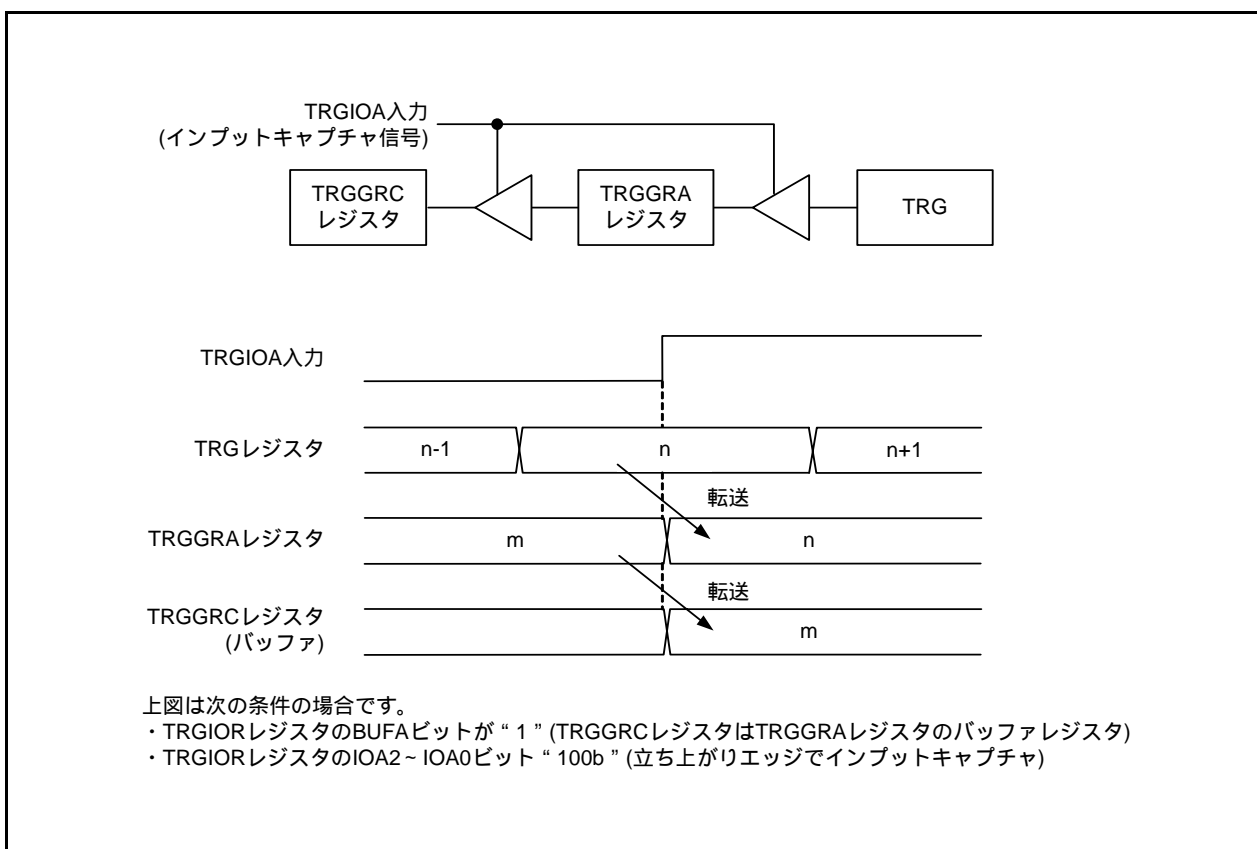 TRGIOA入力
(インプットキャプチャ信号)
TRGGRC
レジスタ
TRGGRA
レジスタ
TRG
TRGIOA入力
TRGレジスタ
n-1
n
n+1
転送
TRGGRAレジスタ
m
n
転送
TRGGRCレジスタ
(バッファ)
m
上図は次の条件の場合です。
・TRGIORレジスタのBUFAビットが“1”(TRGGRCレジスタはTRGGRAレジスタのバッファレジスタ)
・TRGIORレジスタのIOA2~IOA0ビット“100b”(立ち上がりエッジでインプットキャプチャ)